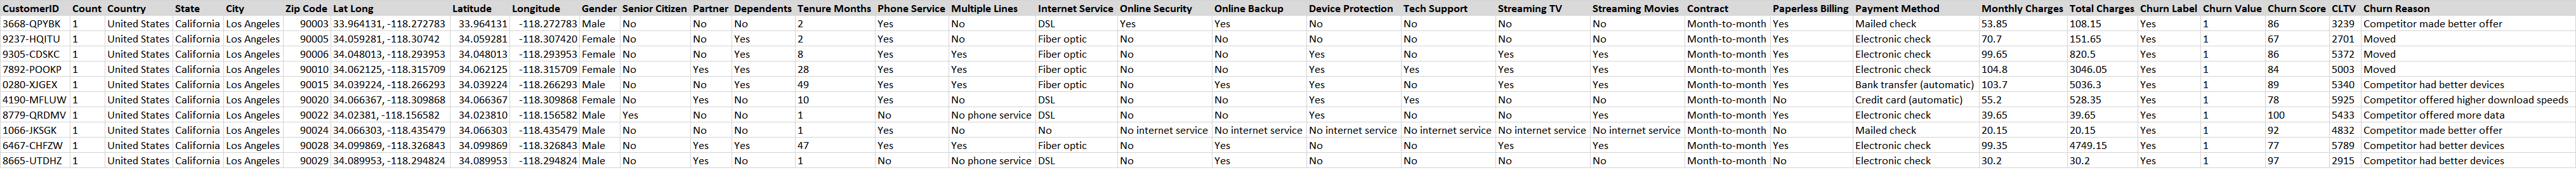 CustomerID Count Country State City Zip Code Lat Long Latitude Longitude Gender Senior Citizen Partner Dependents Tenure Months Phone Service Multiple Lines Internet Service Online Security Online Backup Device Protection Tech Support Streaming TV Streaming Movies Contract Paperless Billing Payment Method Monthly Charges Total Charges Churn Label Churn Value Churn Score CLTV Churn Reason
3668-QPYBK 1 United States California Los Angeles 90003 33.964131, -118.272783 33.964131 -118.272783 Male No No No 2 Yes No DSL Yes Yes No No No No Month-to-month Yes Mailed check 53.85 108.15 Yes 1 86 3239 Competitor made better offer
9237-HQITU 1 United States California Los Angeles 90005 34.059281, -118.30742 34.059281 -118.307420 Female No No Yes 2 Yes No Fiber optic No No No No No No Month-to-month Yes Electronic check 70.7 151.65 Yes 1 67 2701 Moved
9305-CDSKC 1 United States California Los Angeles 90006 34.048013, -118.293953 34.048013 -118.293953 Female No No Yes 8 Yes Yes Fiber optic No No Yes No Yes Yes Month-to-month Yes Electronic check 99.65 820.5 Yes 1 86 5372 Moved
7892-POOKP 1 United States California Los Angeles 90010 34.062125, -118.315709 34.062125 -118.315709 Female No Yes Yes 28 Yes Yes Fiber optic No No Yes Yes Yes Yes Month-to-month Yes Electronic check 104.8 3046.05 Yes 1 84 5003 Moved
0280-XJGEX 1 United States California Los Angeles 90015 34.039224, -118.266293 34.039224 -118.266293 Male No No Yes 49 Yes Yes Fiber optic No Yes Yes No Yes Yes Month-to-month Yes Bank transfer (automatic) 103.7 5036.3 Yes 1 89 5340 Competitor had better devices
4190-MFLUW 1 United States California Los Angeles 90020 34.066367, -118.309868 34.066367 -118.309868 Female No Yes No 10 Yes No DSL No No Yes Yes No No Month-to-month No Credit card (automatic) 55.2 528.35 Yes 1 78 5925 Competitor offered higher download speeds
8779-QRDMV 1 United States California Los Angeles 90022 34.02381, -118.156582 34.023810 -118.156582 Male Yes No No 1 No No phone service DSL No No Yes No No Yes Month-to-month Yes Electronic check 39.65 39.65 Yes 1 100 5433 Competitor offered more data
1066-JKSGK 1 United States California Los Angeles 90024 34.066303, -118.435479 34.066303 -118.435479 Male No No No 1 Yes No No No internet service No internet service No internet service No internet service No internet service No internet service Month-to-month No Mailed check 20.15 20.15 Yes 1 92 4832 Competitor made better offer
6467-CHFZW 1 United States California Los Angeles 90028 34.099869, -118.326843 34.099869 -118.326843 Male No Yes Yes 47 Yes Yes Fiber optic No Yes No No Yes Yes Month-to-month Yes Electronic check 99.35 4749.15 Yes 1 77 5789 Competitor had better devices
8665-UTDHZ 1 United States California Los Angeles 90029 34.089953, -118.294824 34.089953 -118.294824 Male No Yes No 1 No No phone service DSL No Yes No No No No Month-to-month No Electronic check 30.2 30.2 Yes 1 97 2915 Competitor had better devices